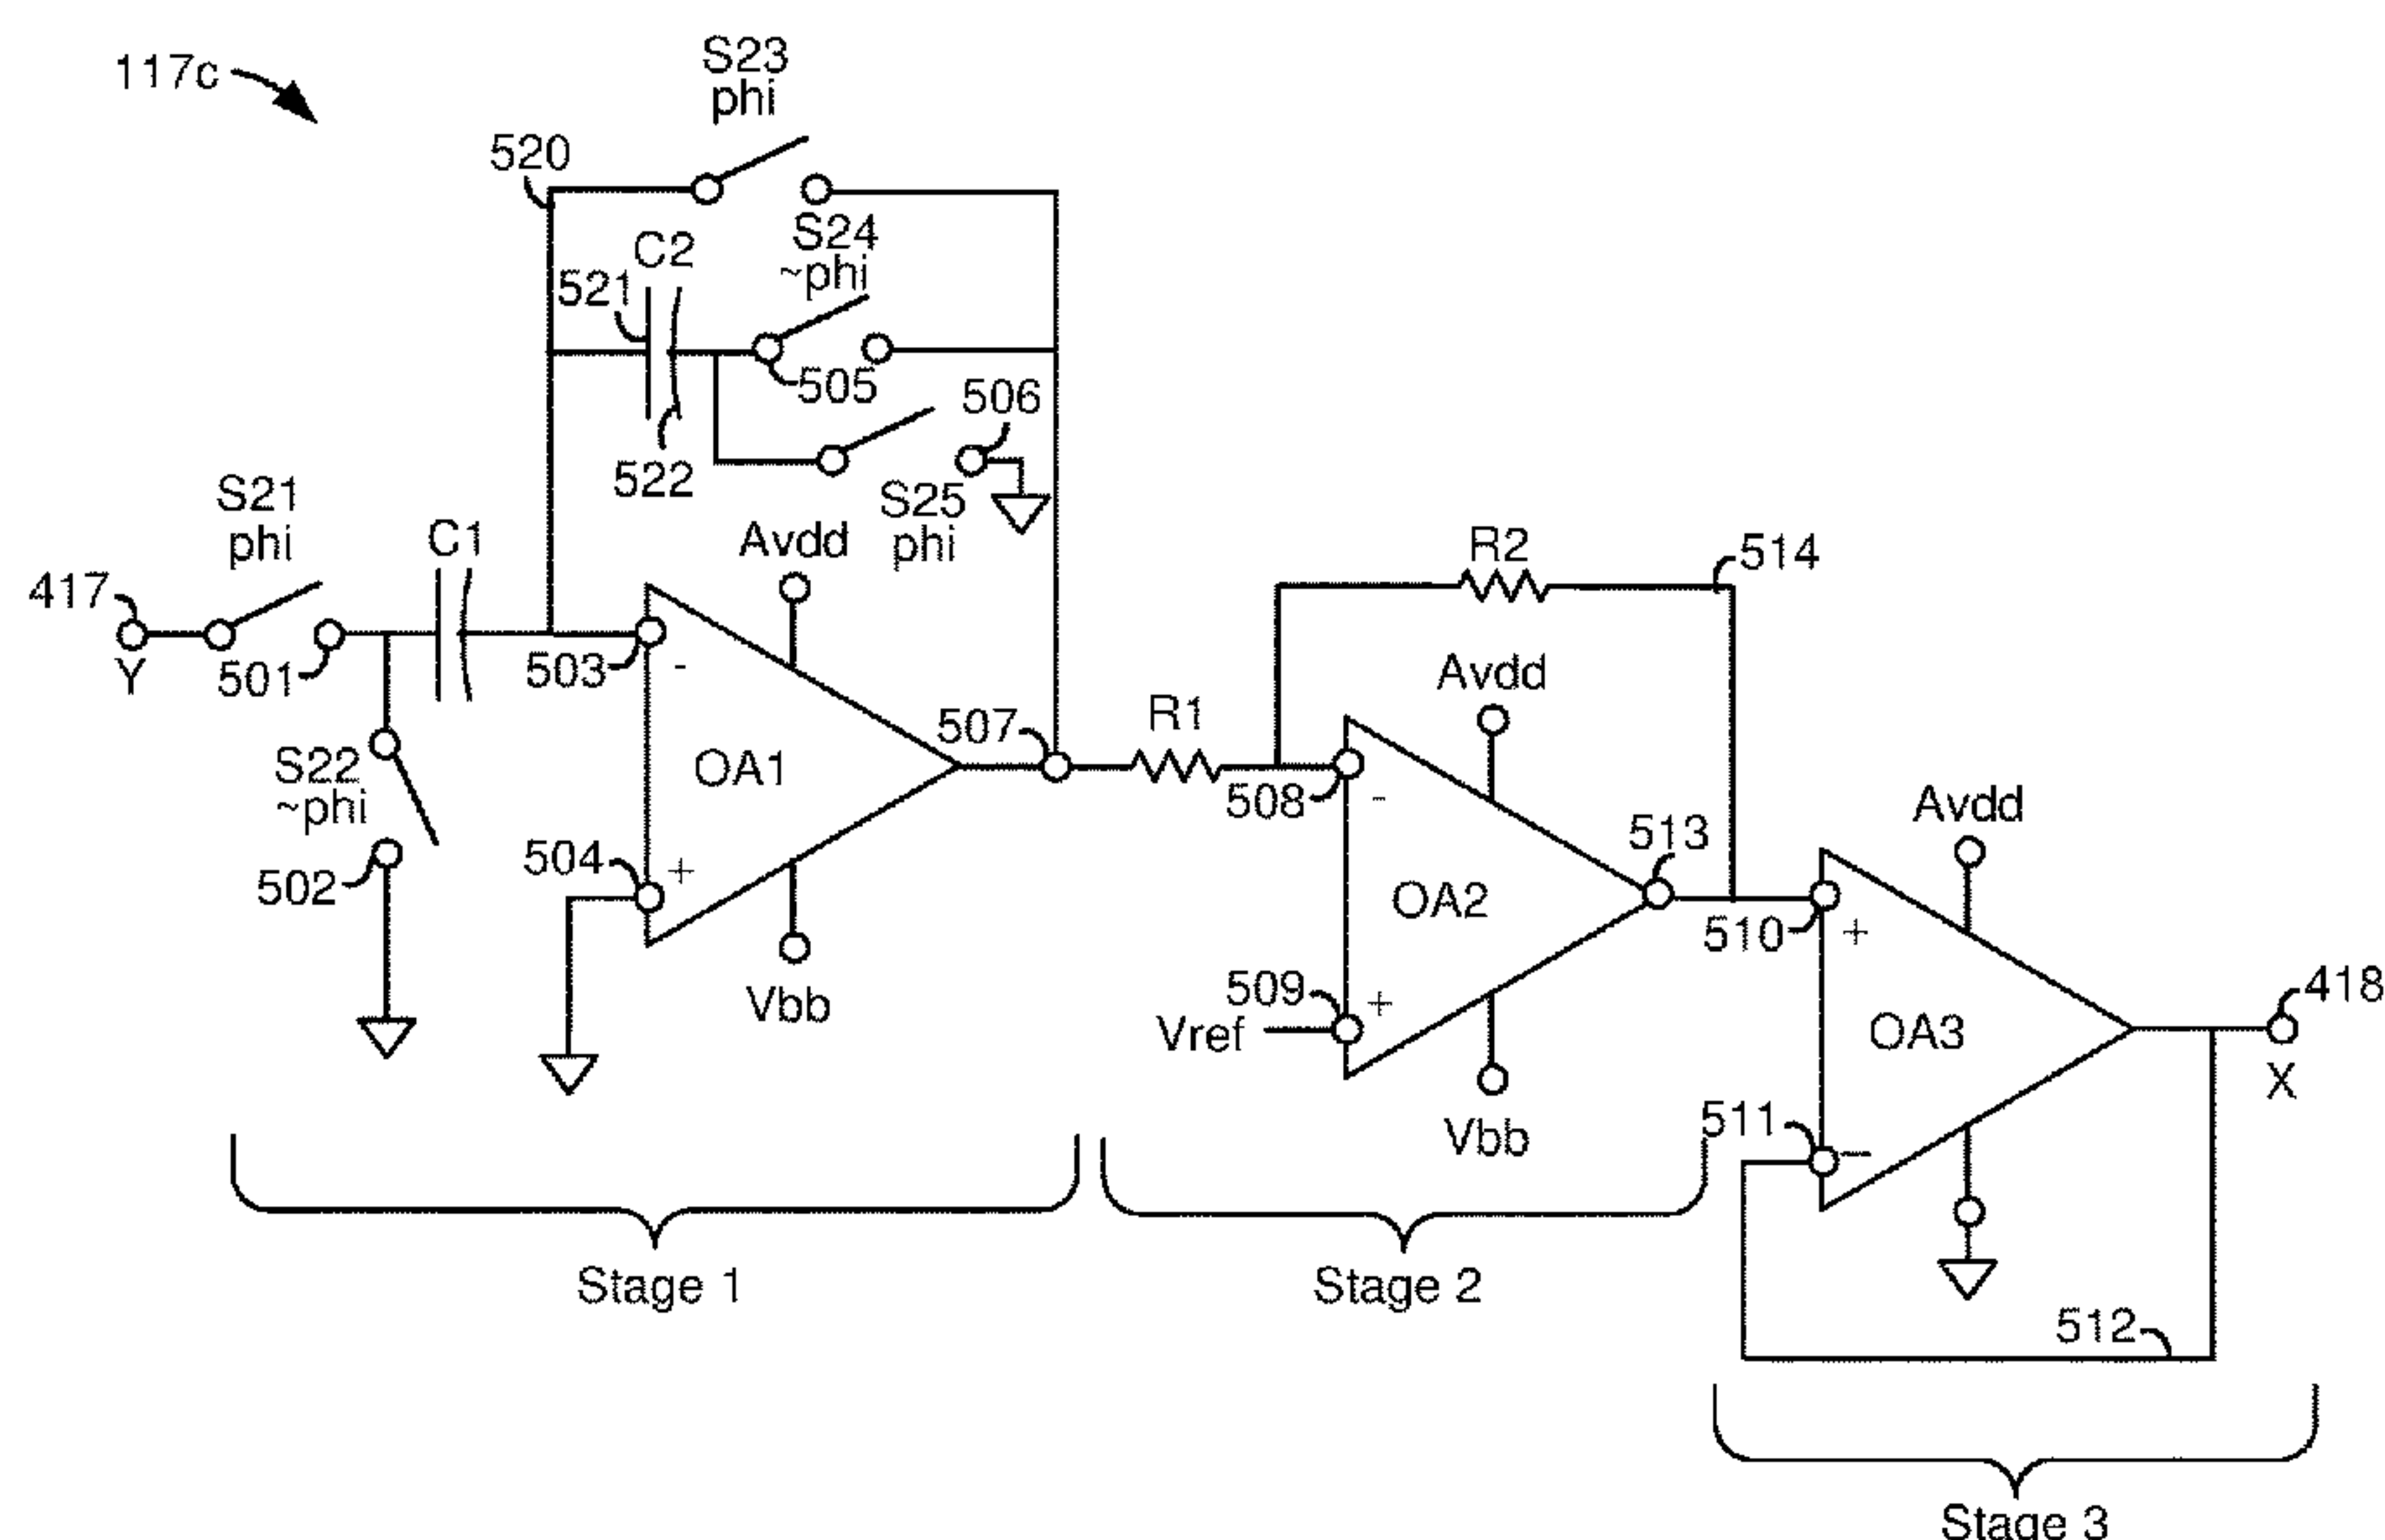 117c
S23
phi
520
C2
S24
~phi
521
505
506
522
S25
phi
S21
phi
C1
Avdd
417
Y
501
503
-
S22
~phi
502
504
+
OA1
Vbb
507
R1
R2
514
508
-
Avdd
OA2
513
509
+
Vref
Vbb
510
+
Avdd
OA3
418
X
511
-
512
Stage 1
Stage 2
Stage 3